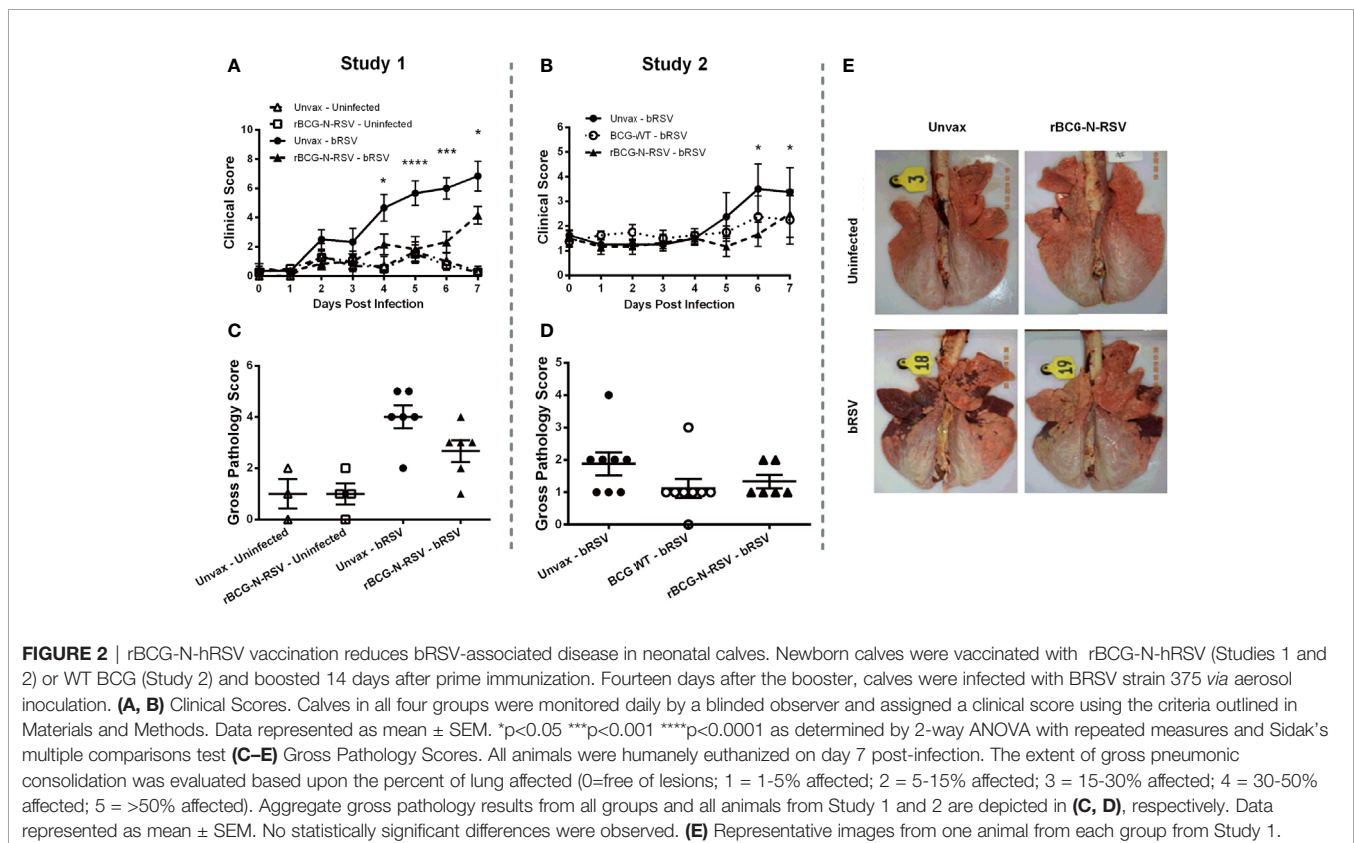 A
Study 1
B
Study 2
E
Unvax - Uninfected
rBCG-N-RSV - Uninfected
Unvax - bRSV
rBCG-N-RSV - bRSV
Clinical Score
10
8
6
4
2
0
*
****
***
*
0 1 2 3 4 5 6 7
Days Post Infection
Unvax - bRSV
BCG-WT - bRSV
rBCG-N-RSV - bRSV
Clinical Score
6
5
4
3
2
1
0
*
*
0 1 2 3 4 5 6 7
Days Post Infection
Unvax
rBCG-N-RSV
Uninfected
bRSV
3
18
19
C
Gross Pathology Score
6
4
2
0
Unvax - Uninfected
rBCG-N-RSV - Uninfected
Unvax - bRSV
rBCG-N-RSV - bRSV
D
Gross Pathology Score
5
4
3
2
1
0
Unvax - bRSV
BCG WT - bRSV
rBCG-N-RSV - bRSV
FIGURE 2 | rBCG-N-hRSV vaccination reduces bRSV-associated disease in neonatal calves. Newborn calves were vaccinated with rBCG-N-hRSV (Studies 1 and
2) or WT BCG (Study 2) and boosted 14 days after prime immunization. Fourteen days after the booster, calves were infected with BRSV strain 375 via aerosol
inoculation. (A, B) Clinical Scores. Calves in all four groups were monitored daily by a blinded observer and assigned a clinical score using the criteria outlined in
Materials and Methods. Data represented as mean ± SEM. *p<0.05 ***p<0.001 ****p<0.0001 as determined by 2-way ANOVA with repeated measures and Sidak's
multiple comparisons test (C–E) Gross Pathology Scores. All animals were humanely euthanized on day 7 post-infection. The extent of gross pneumonic
consolidation was evaluated based upon the percent of lung affected (0=free of lesions; 1 = 1-5% affected; 2 = 5-15% affected; 3 = 15-30% affected; 4 = 30-50%
affected; 5 = >50% affected). Aggregate gross pathology results from all groups and all animals from Study 1 and 2 are depicted in (C, D), respectively. Data
represented as mean ± SEM. No statistically significant differences were observed. (E) Representative images from one animal from each group from Study 1.